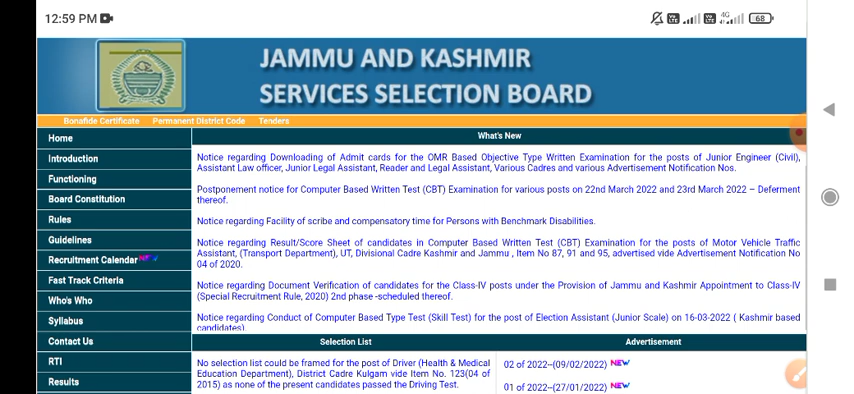 12:59 PM
4G
68
JAMMU AND KASHMIR
SERVICES SELECTION BOARD
Bonafide Certificate Permanent District Code Tenders
Home
Introduction
Functioning
Board Constitution
Rules
Guidelines
Recruitment Calendar
Fast Track Criteria
Who's Who
Syllabus
Contact Us
RTI
Results
What's New
Notice regarding Downloading of Admit cards for the OMR Based Objective Type Written Examination for the posts of Junior Engineer (Civil),
Assistant Law officer, Junior Legal Assistant, Reader and Legal Assistant, Various Cadres and various Advertisement Notification Nos.
Postponement notice for Computer Based Written Test (CBT) Examination for various posts on 22nd March 2022 and 23rd March 2022 – Deferment
thereof.
Notice regarding Facility of scribe and compensatory time for Persons with Benchmark Disabilities.
Notice regarding Result/Score Sheet of candidates in Computer Based Written Test (CBT) Examination for the posts of Motor Vehicle Traffic
Assistant, (Transport Department), UT, Divisional Cadre Kashmir and Jammu , Item No 87, 91 and 95, advertised vide Advertisement Notification No
04 of 2020.
Notice regarding Document Verification of candidates for the Class-IV posts under the Provision of Jammu and Kashmir Appointment to Class-IV
(Special Recruitment Rule, 2020) 2nd phase -scheduled thereof.
Notice regarding Conduct of Computer Based Type Test (Skill Test) for the post of Election Assistant (Junior Scale) on 16-03-2022 ( Kashmir based
candidates)
Selection List
No selection list could be framed for the post of Driver (Health & Medical
Education Department), District Cadre Kulgam vide Item No. 123(04 of
2015) as none of the present candidates passed the Driving Test.
Advertisement
02 of 2022--(09/02/2022) NEW
01 of 2022--(27/01/2022) NEW